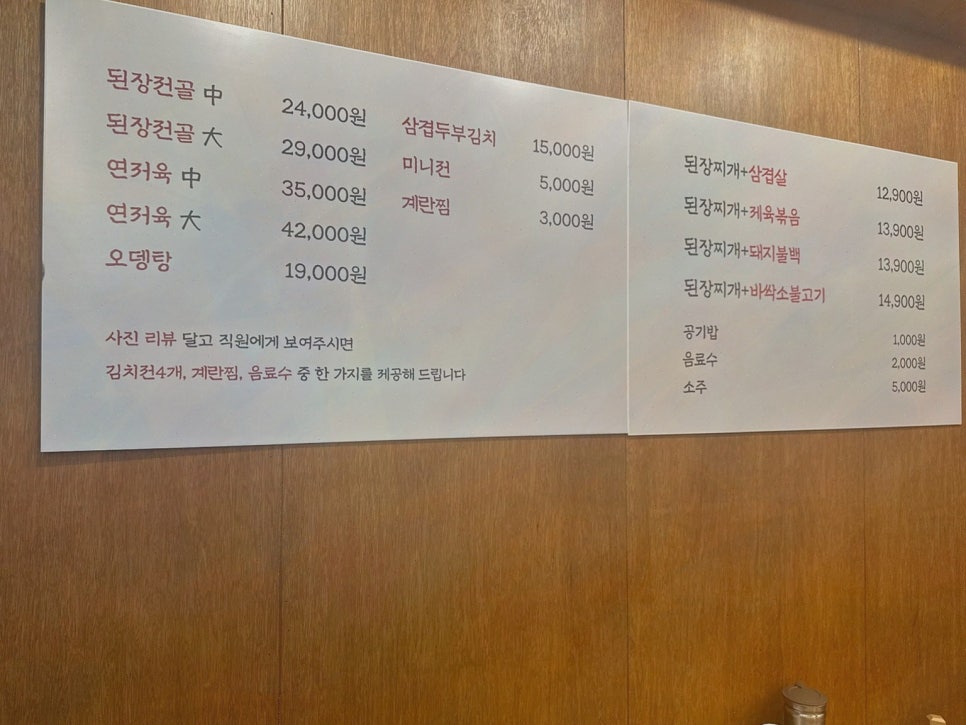 된장전골 中 24,000원
된장전골 大 29,000원
연저육 中 35,000원
연저육 大 42,000원
오뎅탕 19,000원
삼겹두부김치 15,000원
미니전 5,000원
계란찜 3,000원
사진 리뷰 달고 직원에게 보여주시면
김치전4개, 계란찜, 음료수 중 한 가지를 제공해 드립니다
된장찌개+삼겹살 12,900원
된장찌개+제육볶음 13,900원
된장찌개+돼지불백 13,900원
된장찌개+바싹소불고기 14,900원
공기밥 1,000원
음료수 2,000원
소주 5,000원